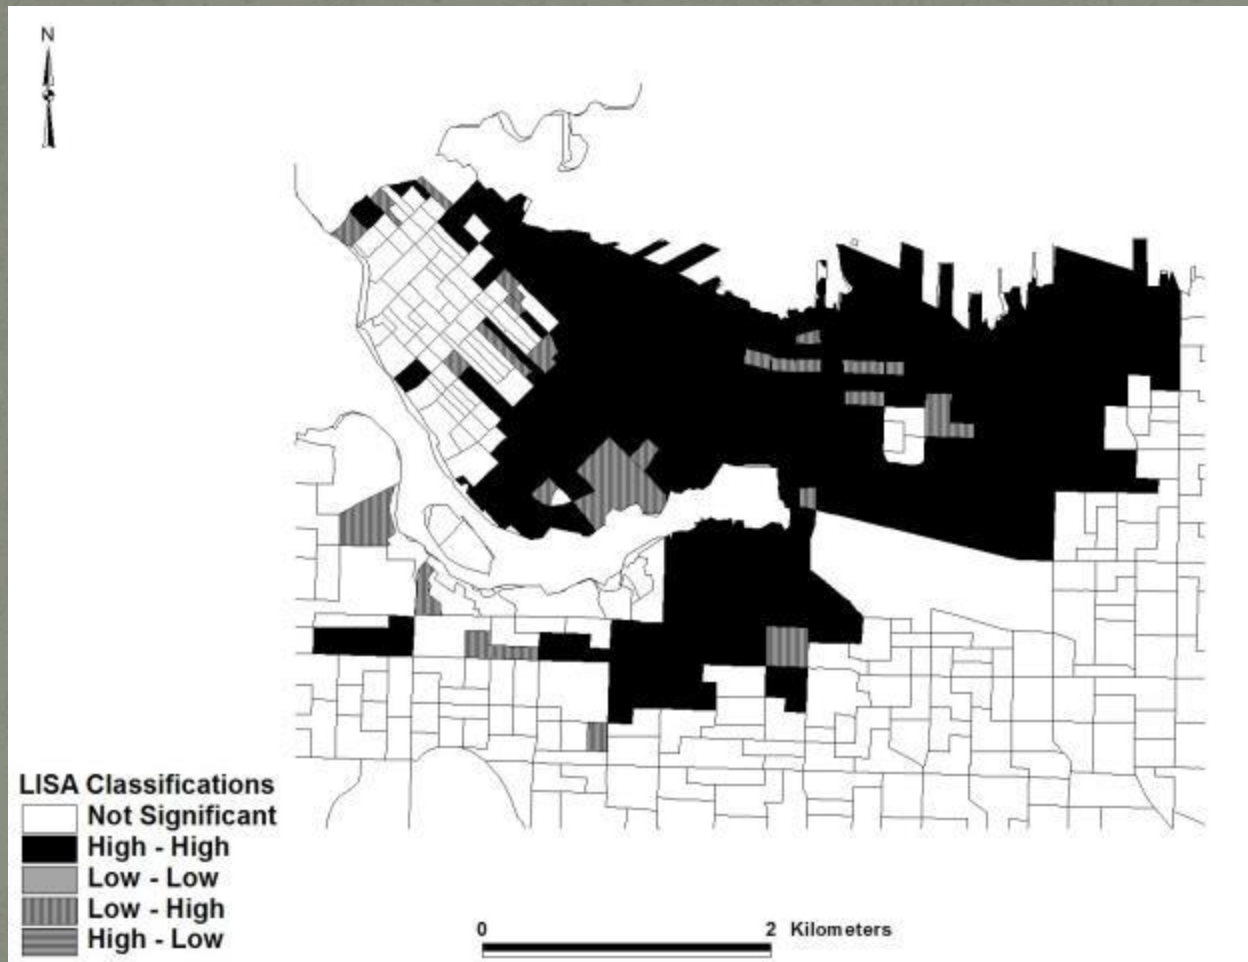 N
LISA Classifications
Not Significant
High - High
Low - Low
Low - High
High - Low
0 2 Kilometers